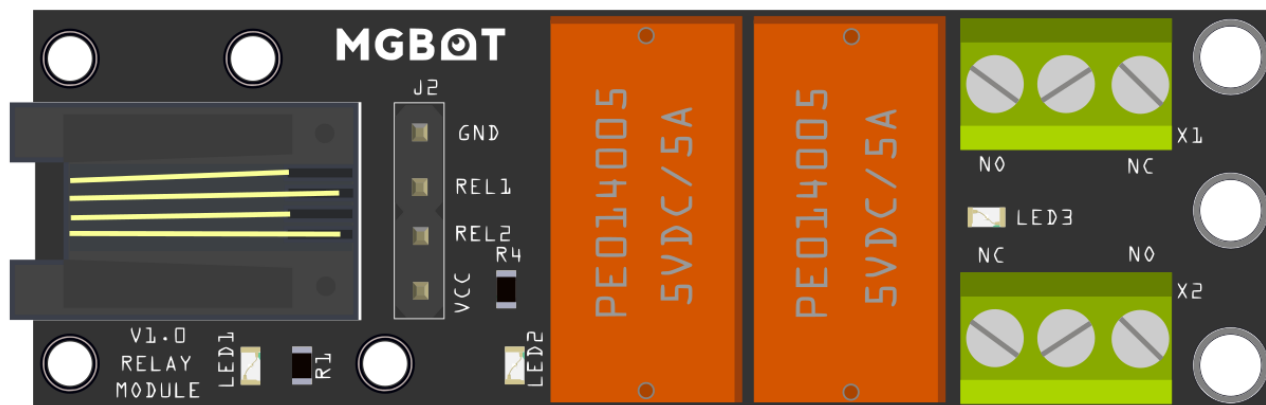 MGBOT
J2
GND
REL1
REL2
VCC
R4
V1.0
RELAY
MODULE
LED1
R1
LED2
PE014005
5VDC/5A
PE014005
5VDC/5A
X1
NO
NC
LED3
NC
NO
X2